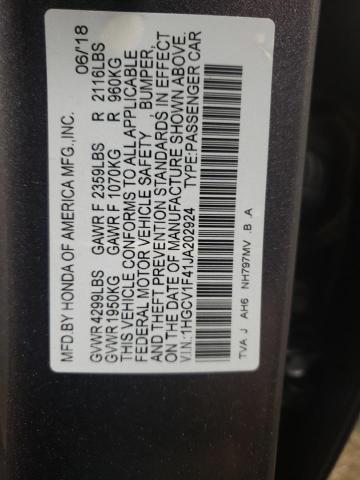 MFD.BY HONDA OF AMERICA MFG.,INC. 06/18
GVWR 4299LBS GAWR F 2359LBS R 2116LBS
GVWR 1950KG GAWR F 1070KG R 960KG
THIS VEHICLE CONFORMS TO ALL APPLICABLE
FEDERAL MOTOR VEHICLE SAFETY , BUMPER,
AND THEFT PREVENTION STANDARDS IN EFFECT
ON THE DATE OF MANUFACTURE SHOWN ABOVE.
V.I.N.:1HGCV1F41JA202924 TYPE:PASSENGER CAR
TVA J AH6 NH797MV .B .A